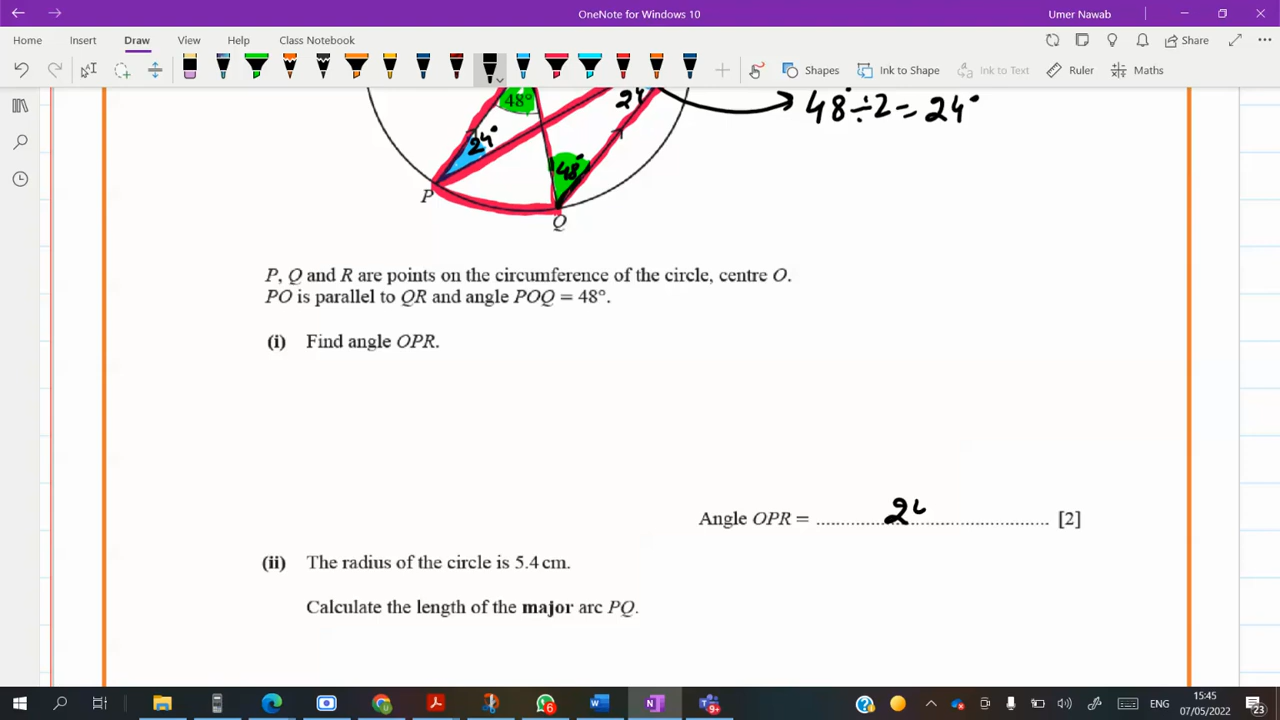 OneNote for Windows 10
Umer Nawab
Home Insert Draw View Help Class Notebook
Share
Shapes Ink to Shape Ink to Text Ruler Maths
48° 24 48° ÷ 2 = 24°
24°
48°
P
Q
P, Q and R are points on the circumference of the circle, centre O.
PO is parallel to QR and angle POQ = 48°.
(i) Find angle OPR.
Angle OPR = ................ 24 ................ [2]
(ii) The radius of the circle is 5.4 cm.
Calculate the length of the major arc PQ.
6
9+
ENG
15:45
07/05/2022
23